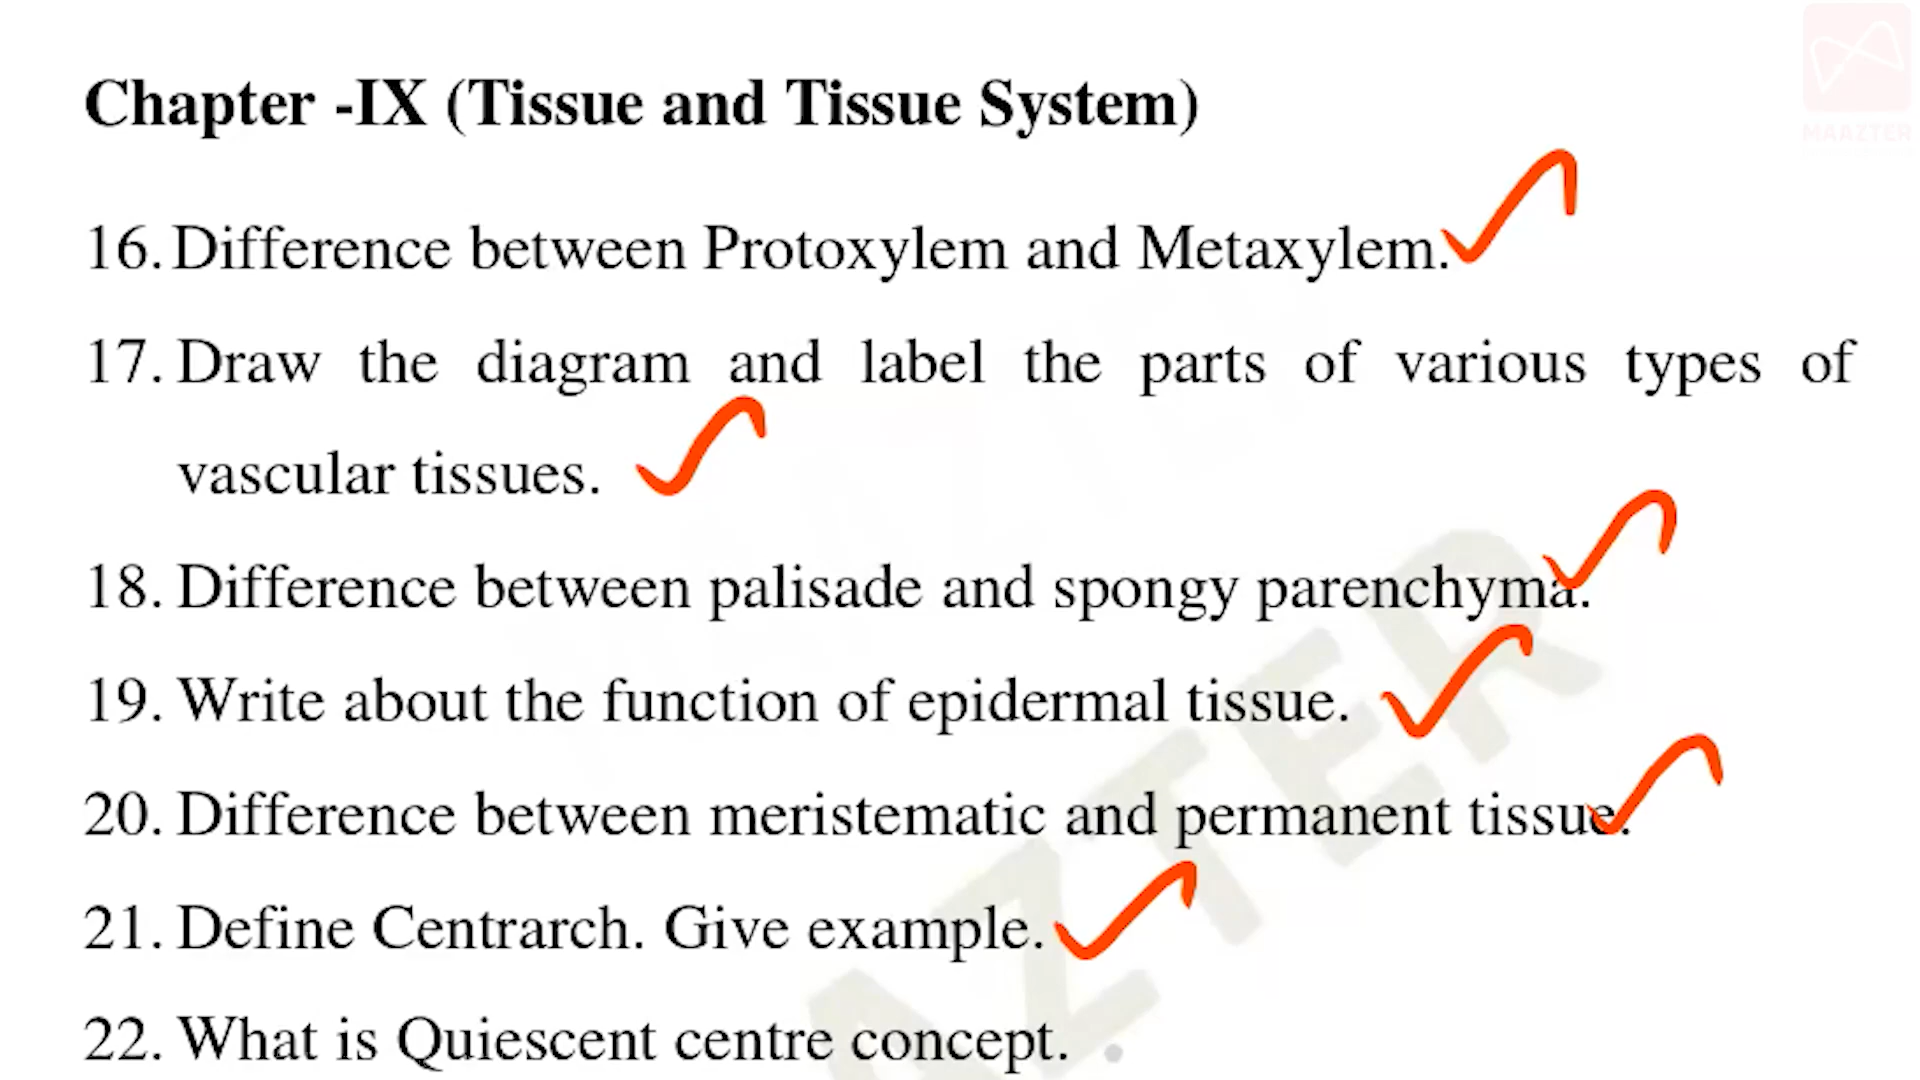 MAAZTER
Chapter -IX (Tissue and Tissue System)
16. Difference between Protoxylem and Metaxylem.
17. Draw the diagram and label the parts of various types of
vascular tissues.
18. Difference between palisade and spongy parenchyma.
19. Write about the function of epidermal tissue.
20. Difference between meristematic and permanent tissue.
21. Define Centrarch. Give example.
22. What is Quiescent centre concept.
AZTER